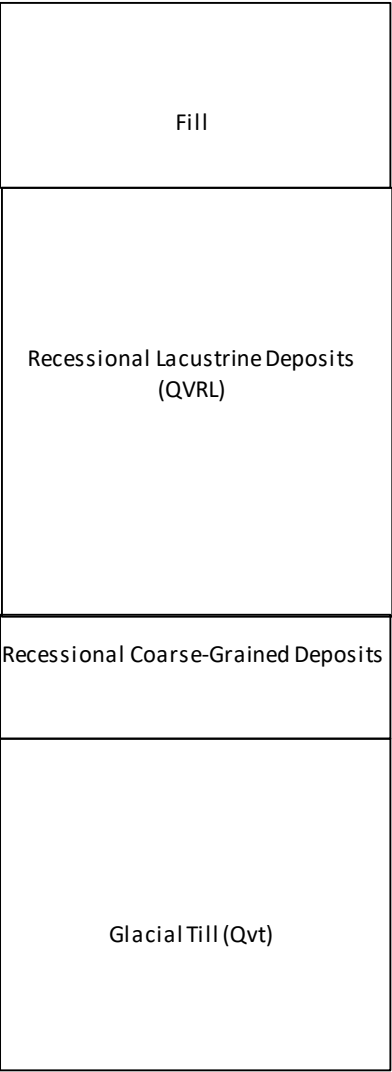 Fill
Recessional Lacustrine Deposits
(QVRL)
Recessional Coarse-Grained Deposits
Glacial Till (Qvt)